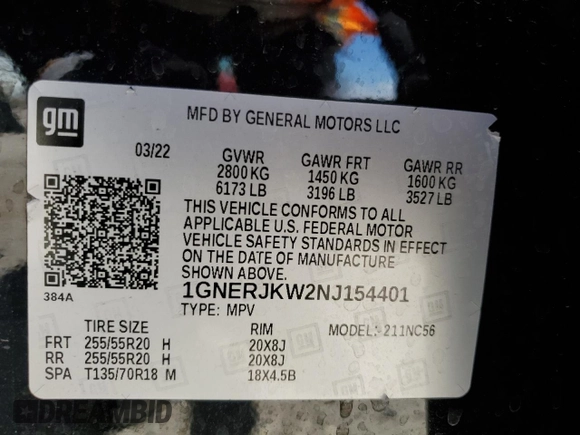 gm
MFD BY GENERAL MOTORS LLC
03/22 GVWR GAWR FRT GAWR RR
2800 KG 1450 KG 1600 KG
6173 LB 3196 LB 3527 LB
THIS VEHICLE CONFORMS TO ALL
APPLICABLE U.S. FEDERAL MOTOR
VEHICLE SAFETY STANDARDS IN EFFECT
ON THE DATE OF MANUFACTURE
SHOWN ABOVE.
384A
1GNERJKW2NJ154401
TYPE: MPV
TIRE SIZE RIM MODEL: 211NC56
FRT 255/55R20 H 20X8J
RR 255/55R20 H 20X8J
SPA T135/70R18 M 18X4.5B
DREAMBID